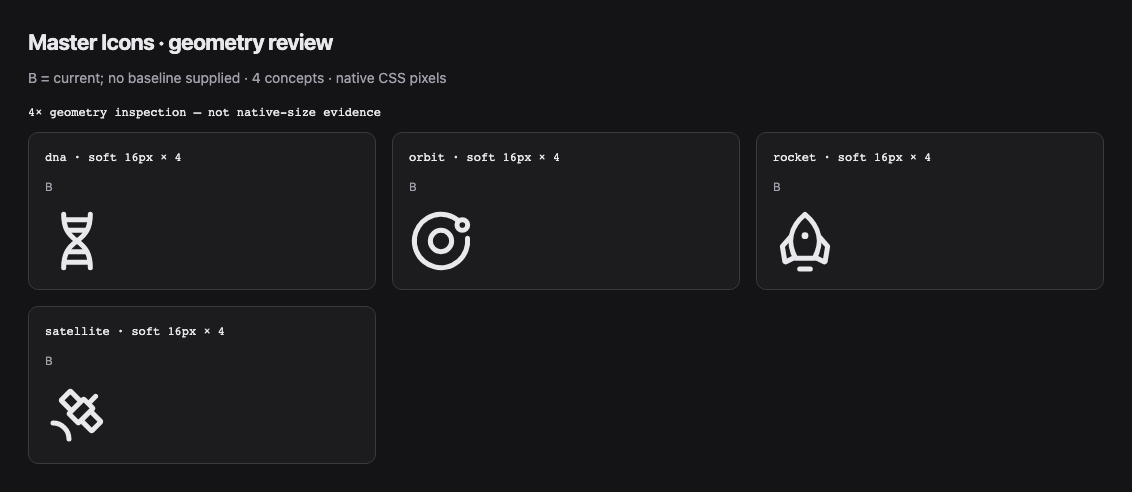 Master Icons · geometry review
B = current; no baseline supplied · 4 concepts · native CSS pixels
4× geometry inspection — not native-size evidence
dna · soft 16px × 4
B
orbit · soft 16px × 4
B
rocket · soft 16px × 4
B
satellite · soft 16px × 4
B